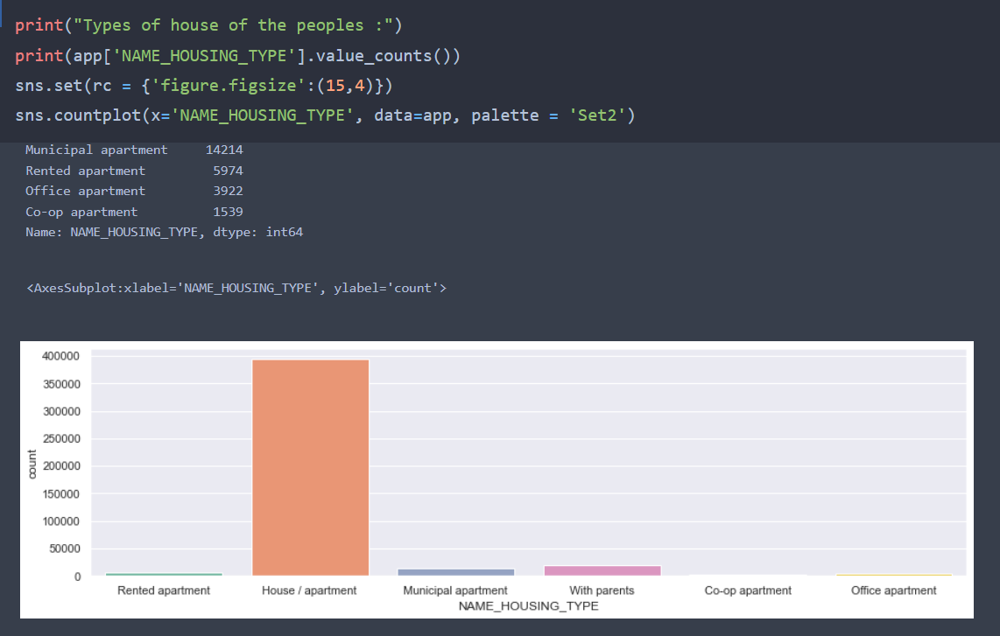 print("Types of house of the peoples :")
print(app['NAME_HOUSING_TYPE'].value_counts())
sns.set(rc = {'figure.figsize':(15,4)})
sns.countplot(x='NAME_HOUSING_TYPE', data=app, palette = 'Set2')
Municipal apartment     14214
Rented apartment         5974
Office apartment         3922
Co-op apartment          1539
Name: NAME_HOUSING_TYPE, dtype: int64
<AxesSubplot:xlabel='NAME_HOUSING_TYPE', ylabel='count'>
400000
350000
300000
250000
200000
150000
100000
50000
0
count
Rented apartment House / apartment Municipal apartment With parents Co-op apartment Office apartment
NAME_HOUSING_TYPE